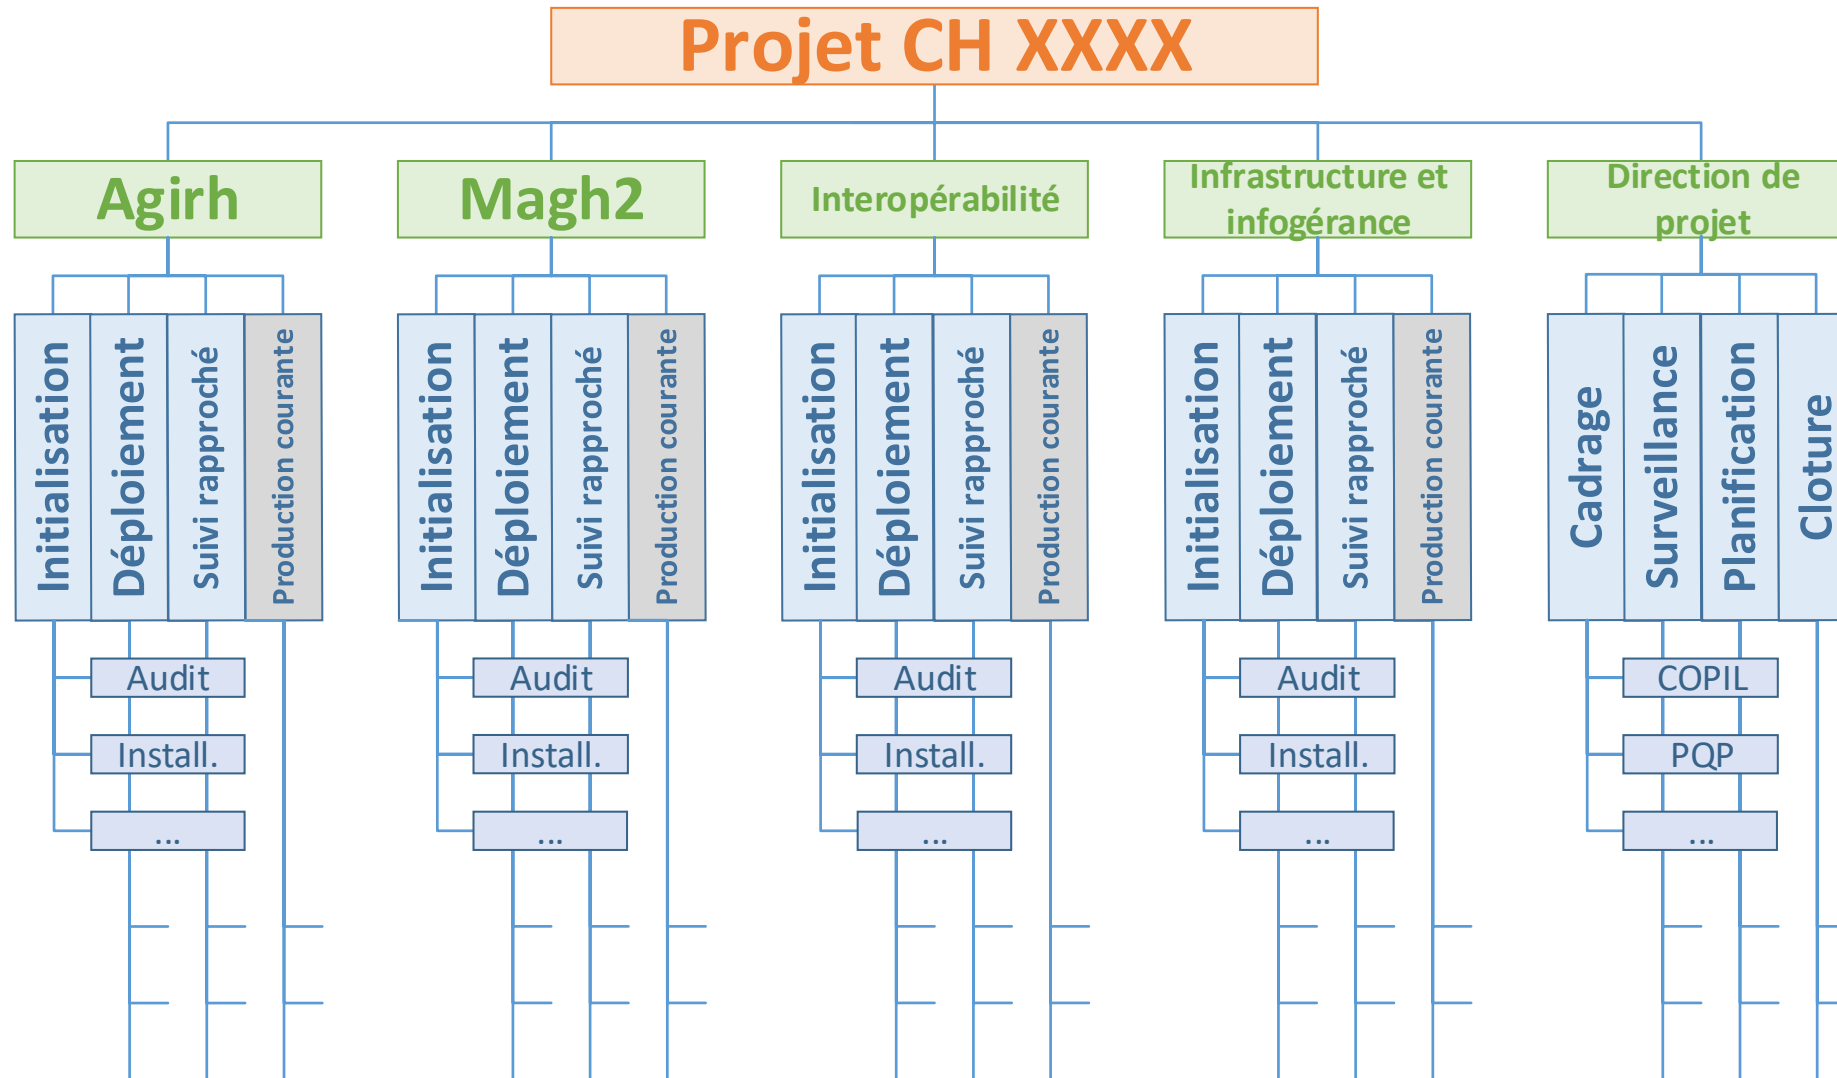 Projet CH XXXX
Agirh
Magh2
Interopérabilité
Infrastructure et
infogérance
Direction de
projet
Initialisation
Déploiement
Suivi rapproché
Production courante
Initialisation
Déploiement
Suivi rapproché
Production courante
Initialisation
Déploiement
Suivi rapproché
Production courante
Initialisation
Déploiement
Suivi rapproché
Production courante
Cadrage
Surveillance
Planification
Cloture
Audit
Audit
Audit
Audit
COPIL
Install.
Install.
Install.
Install.
PQP
...
...
...
...
...